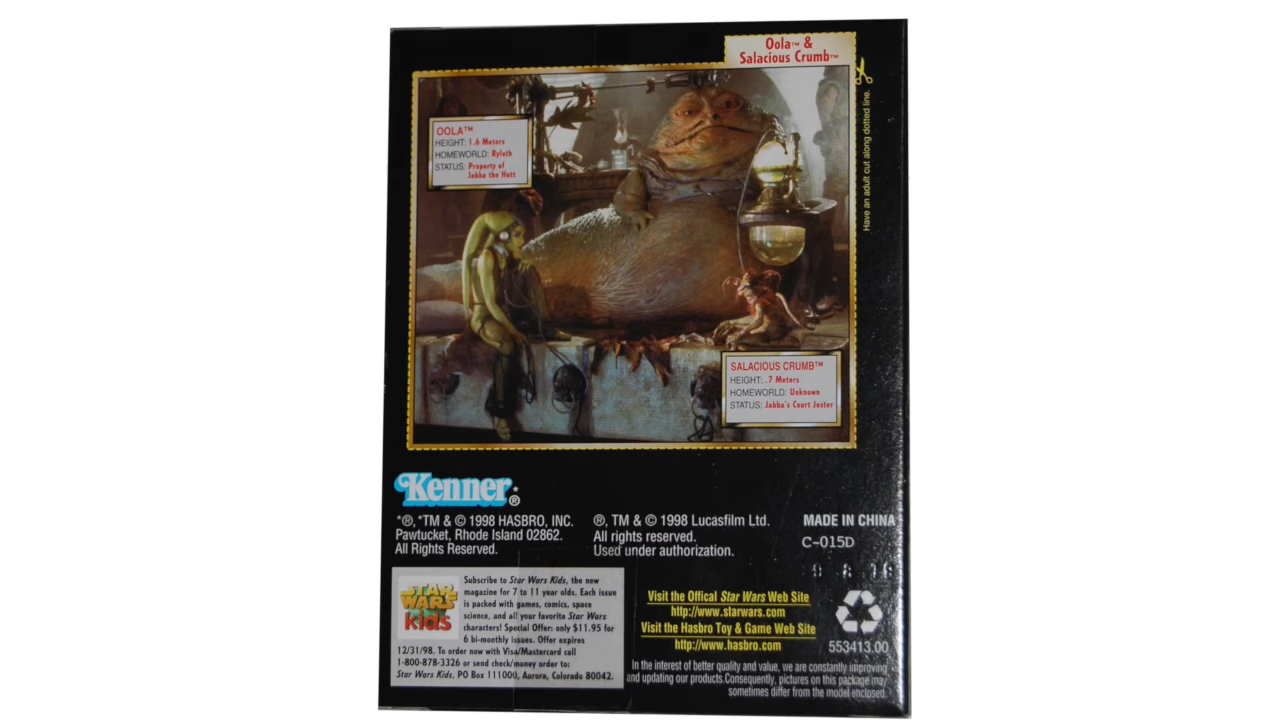 Oola™ &
Salacious Crumb™
Have an adult cut along dotted line.
OOLA™
HEIGHT: 1.6 Meters
HOMEWORLD: Ryloth
STATUS: Property of
Jabba the Hutt
SALACIOUS CRUMB™
HEIGHT: .7 Meters
HOMEWORLD: Unknown
STATUS: Jabba's Court Jester
Kenner*®
*®, *TM & © 1998 HASBRO, INC.
Pawtucket, Rhode Island 02862.
All Rights Reserved.
®, TM & © 1998 Lucasfilm Ltd.
All rights reserved.
Used under authorization.
MADE IN CHINA
C-015D
STAR
WARS
kids
Subscribe to Star Wars Kids, the new
magazine for 7 to 11 year olds. Each issue
is packed with games, comics, space
science, and all your favorite Star Wars
characters! Special Offer: only $11.95 for
6 bi-monthly issues. Offer expires
12/31/98. To order now with Visa/Mastercard call
1-800-878-3326 or send check/money order to:
Star Wars Kids, PO Box 111000, Aurora, Colorado 80042.
Visit the Offical Star Wars Web Site
http://www.starwars.com
Visit the Hasbro Toy & Game Web Site
http://www.hasbro.com
553413.00
In the interest of better quality and value, we are constantly improving
and updating our products.Consequently, pictures on this package may
sometimes differ from the model enclosed.